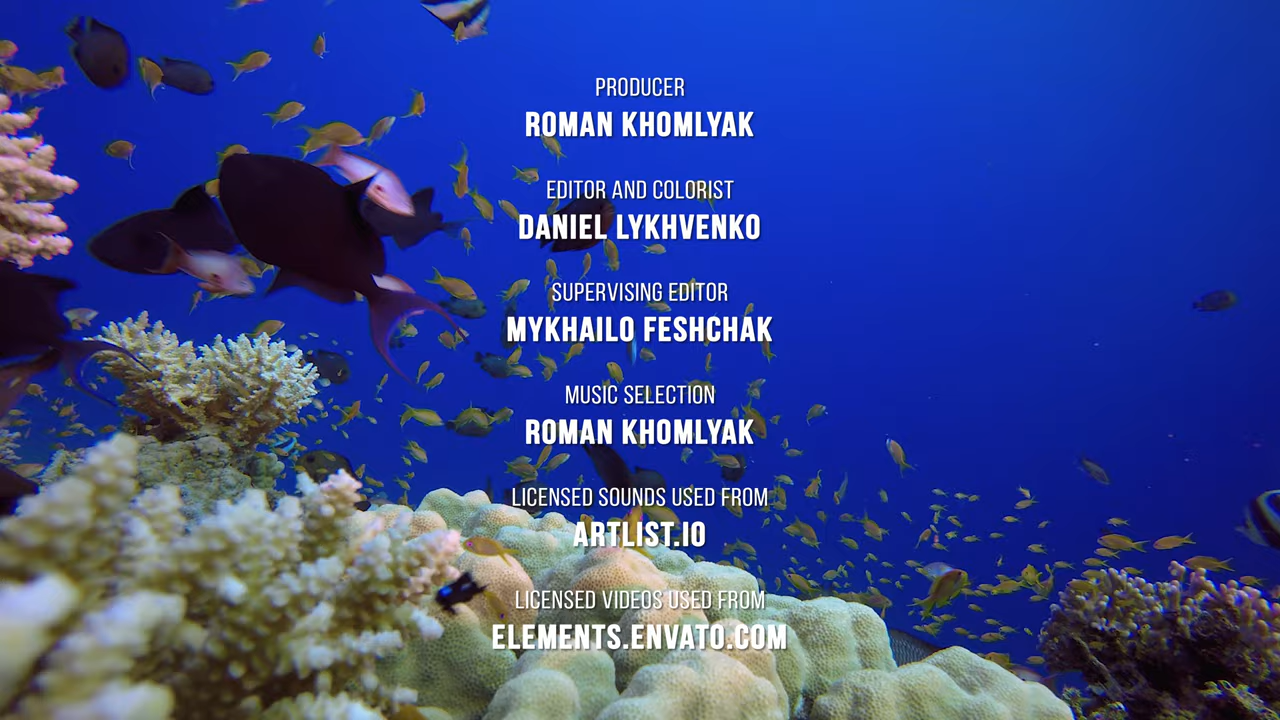 PRODUCER
ROMAN KHOMLYAK
EDITOR AND COLORIST
DANIEL LYKHVENKO
SUPERVISING EDITOR
MYKHAILO FESHCHAK
MUSIC SELECTION
ROMAN KHOMLYAK
LICENSED SOUNDS USED FROM
ARTLIST.IO
LICENSED VIDEOS USED FROM
ELEMENTS.ENVATO.COM